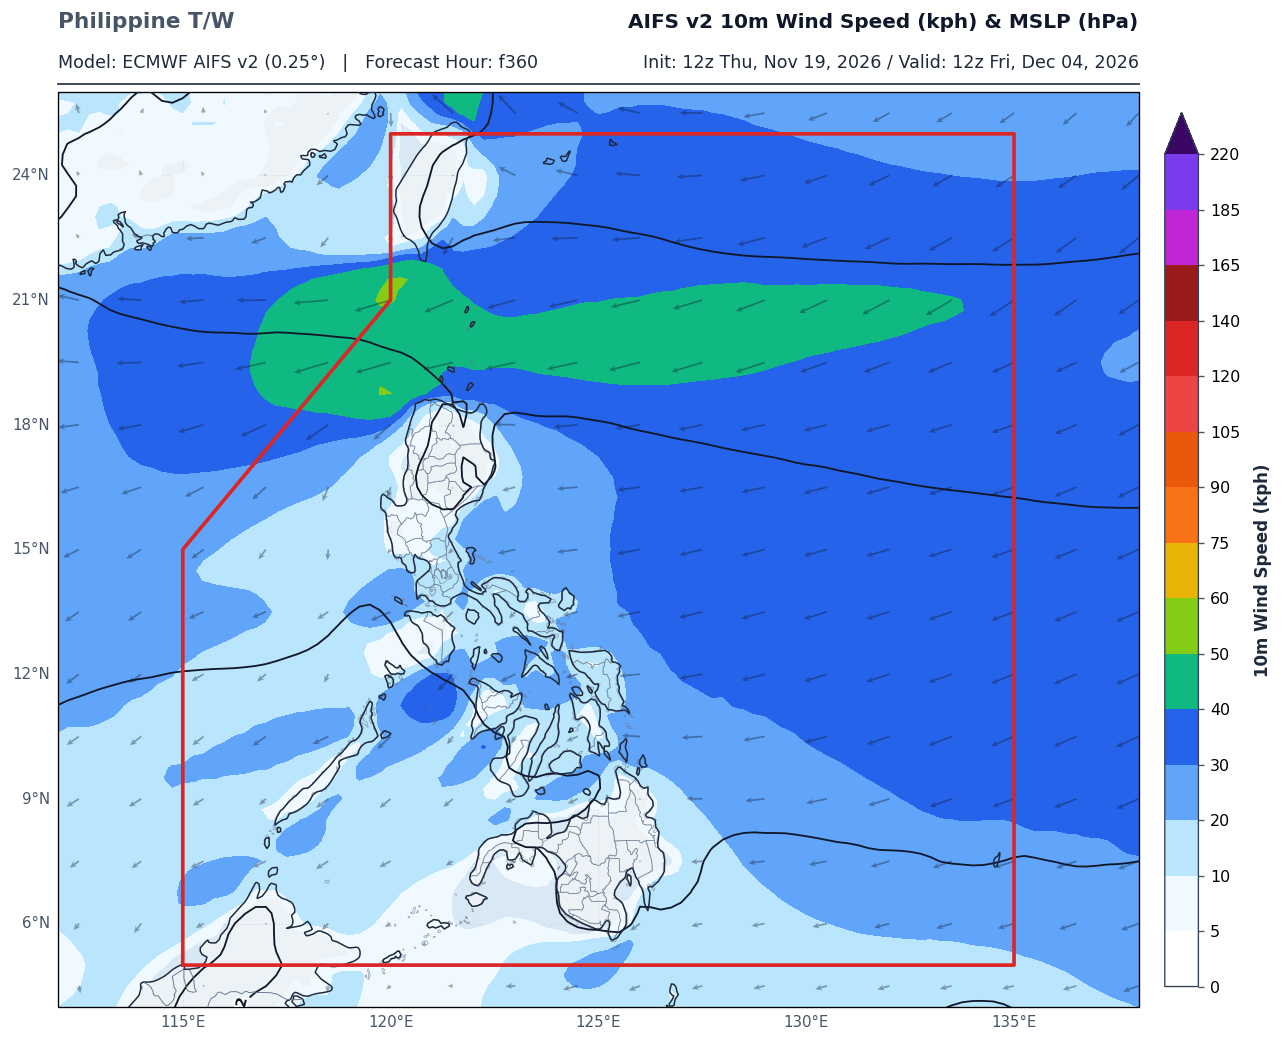 Philippine T/W
AIFS v2 10m Wind Speed (kph) & MSLP (hPa)
Model: ECMWF AIFS v2 (0.25°) | Forecast Hour: f360
Init: 12z Thu, Nov 19, 2026 / Valid: 12z Fri, Dec 04, 2026
24°N
21°N
18°N
15°N
12°N
9°N
6°N
115°E
120°E
125°E
130°E
135°E
220
185
165
140
120
105
90
75
60
50
40
30
20
10
5
0
10m Wind Speed (kph)